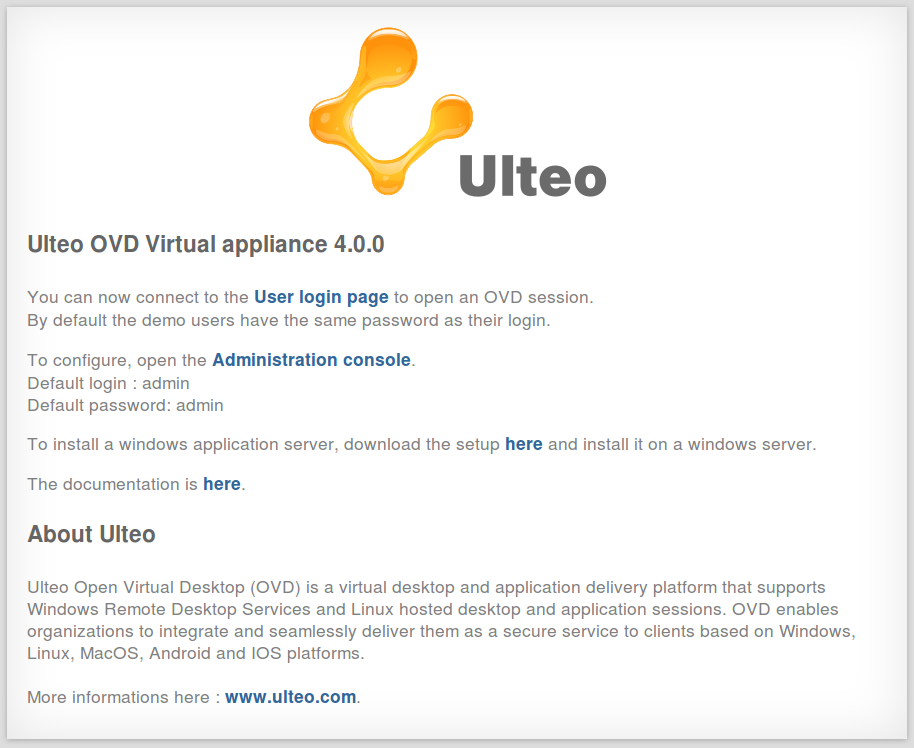 Ulteo
Ulteo OVD Virtual appliance 4.0.0
You can now connect to the User login page to open an OVD session.
By default the demo users have the same password as their login.
To configure, open the Administration console.
Default login : admin
Default password: admin
To install a windows application server, download the setup here and install it on a windows server.
The documentation is here.
About Ulteo
Ulteo Open Virtual Desktop (OVD) is a virtual desktop and application delivery platform that supports
Windows Remote Desktop Services and Linux hosted desktop and application sessions. OVD enables
organizations to integrate and seamlessly deliver them as a secure service to clients based on Windows,
Linux, MacOS, Android and IOS platforms.
More informations here : www.ulteo.com.